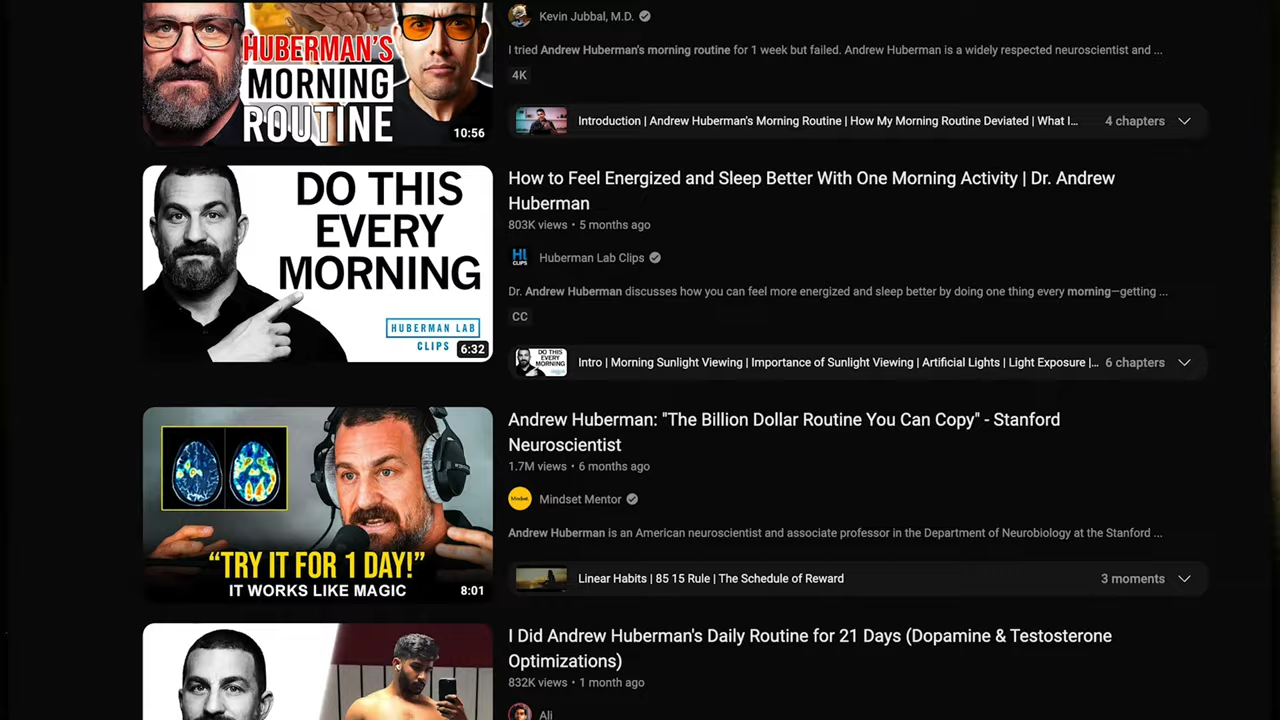 HUBERMAN'S
MORNING
ROUTINE
10:56
Kevin Jubbal, M.D.
I tried Andrew Huberman's morning routine for 1 week but failed. Andrew Huberman is a widely respected neuroscientist and ...
4K
Introduction | Andrew Huberman's Morning Routine | How My Morning Routine Deviated | What I...
4 chapters
DO THIS
EVERY
MORNING
HUBERMAN LAB
CLIPS
6:32
How to Feel Energized and Sleep Better With One Morning Activity | Dr. Andrew
Huberman
803K views • 5 months ago
HL
CLIPS
Huberman Lab Clips
Dr. Andrew Huberman discusses how you can feel more energized and sleep better by doing one thing every morning—getting ...
CC
DO THIS
EVERY
MORNING
Intro | Morning Sunlight Viewing | Importance of Sunlight Viewing | Artificial Lights | Light Exposure |...
6 chapters
"TRY IT FOR 1 DAY!"
IT WORKS LIKE MAGIC
8:01
Andrew Huberman: "The Billion Dollar Routine You Can Copy" - Stanford
Neuroscientist
1.7M views • 6 months ago
Mindset
Mindset Mentor
Andrew Huberman is an American neuroscientist and associate professor in the Department of Neurobiology at the Stanford ...
Linear Habits | 85 15 Rule | The Schedule of Reward
3 moments
I Did Andrew Huberman's Daily Routine for 21 Days (Dopamine & Testosterone
Optimizations)
832K views • 1 month ago
Ali